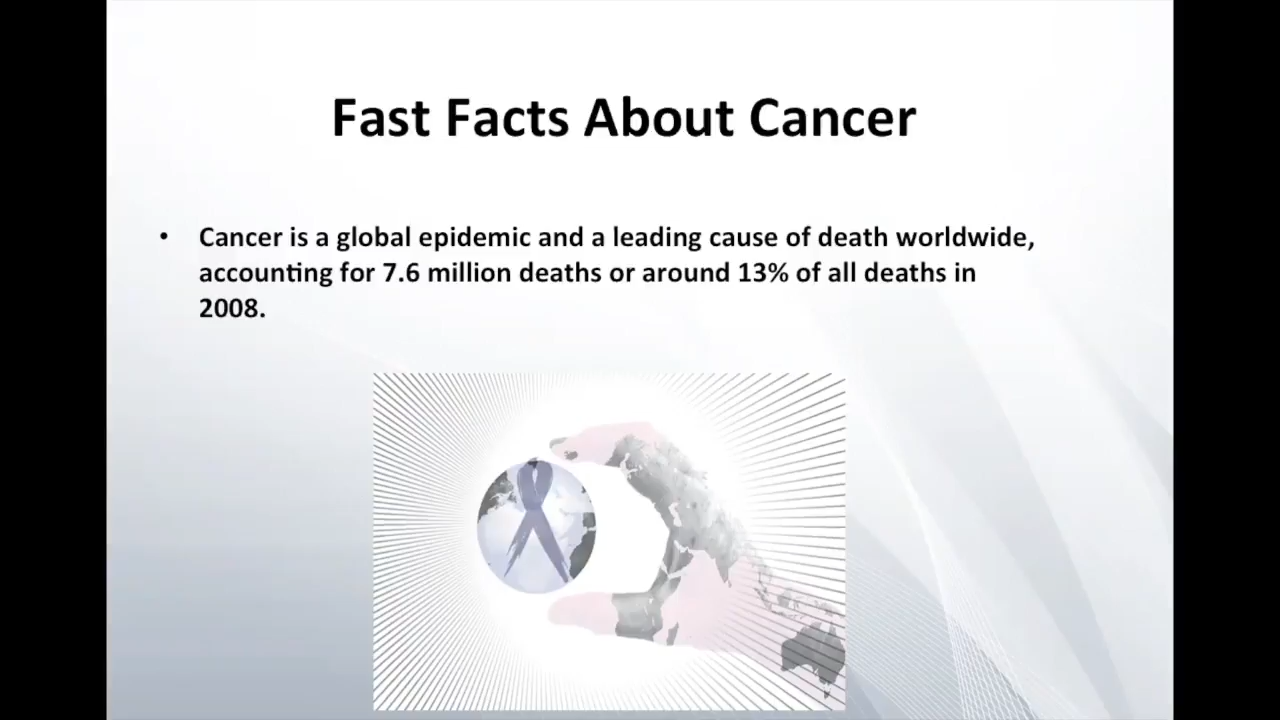 Fast Facts About Cancer
• Cancer is a global epidemic and a leading cause of death worldwide,
accounting for 7.6 million deaths or around 13% of all deaths in
2008.